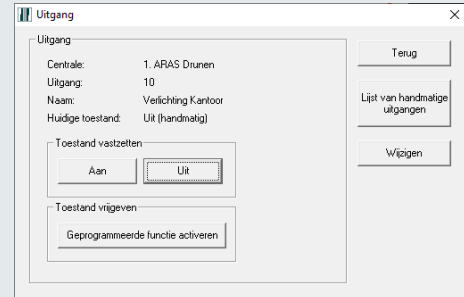 Uitgang
Uitgang
Centrale: 1. ARAS Drunen
Uitgang: 10
Naam: Verlichting Kantoor
Huidige toestand: Uit (handmatig)
Toestand vastzetten
Aan Uit
Toestand vrijgeven
Geprogrammeerde functie activeren
Terug
Lijst van handmatige
uitgangen
Wijzigen